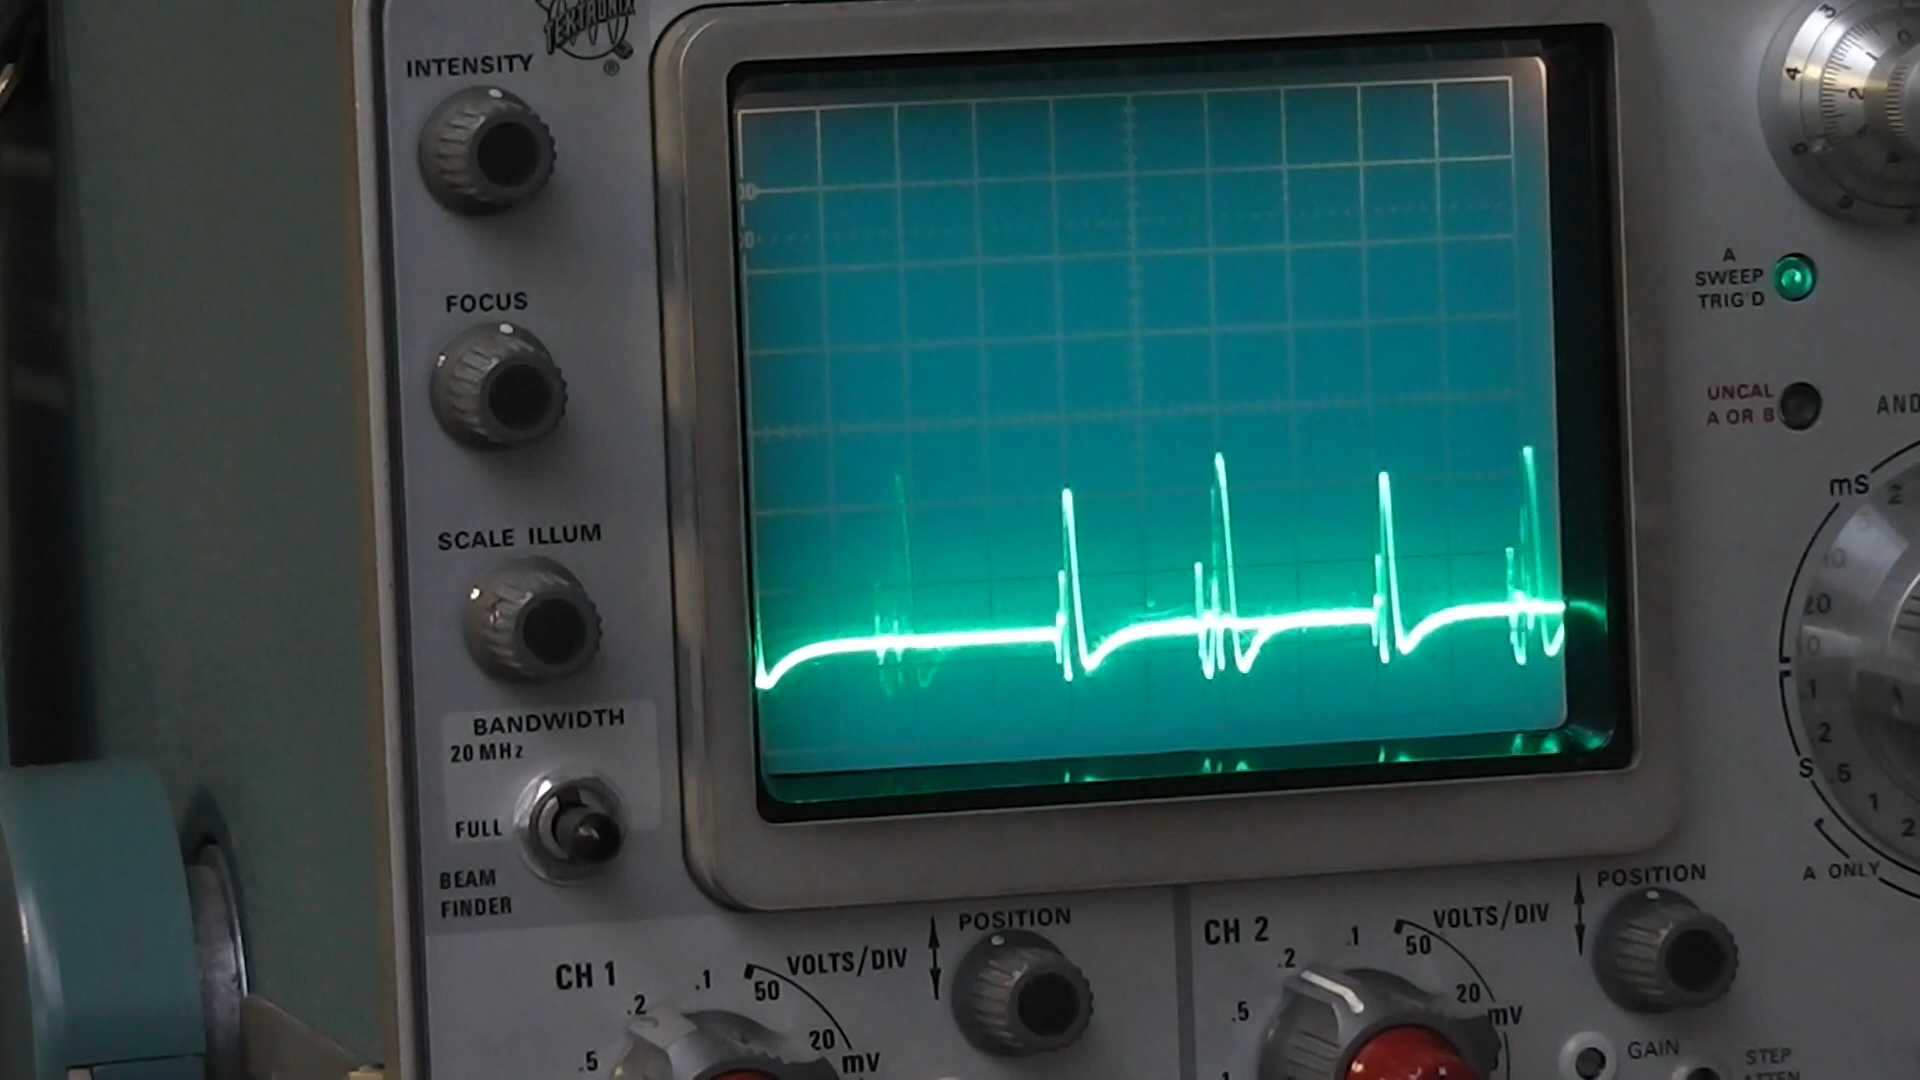 TEKTRONIX
®
INTENSITY
FOCUS
SCALE ILLUM
BANDWIDTH
20 MHz
FULL
BEAM
FINDER
A
SWEEP
TRIG'D
UNCAL
A OR B
AND
mS
2
S
.1
.2
.5
1
2
A ONLY
POSITION
CH 1
VOLTS/DIV
.5
.2
.1
50
20
mV
POSITION
CH 2
VOLTS/DIV
.5
.2
.1
50
20
mV
GAIN
STEP